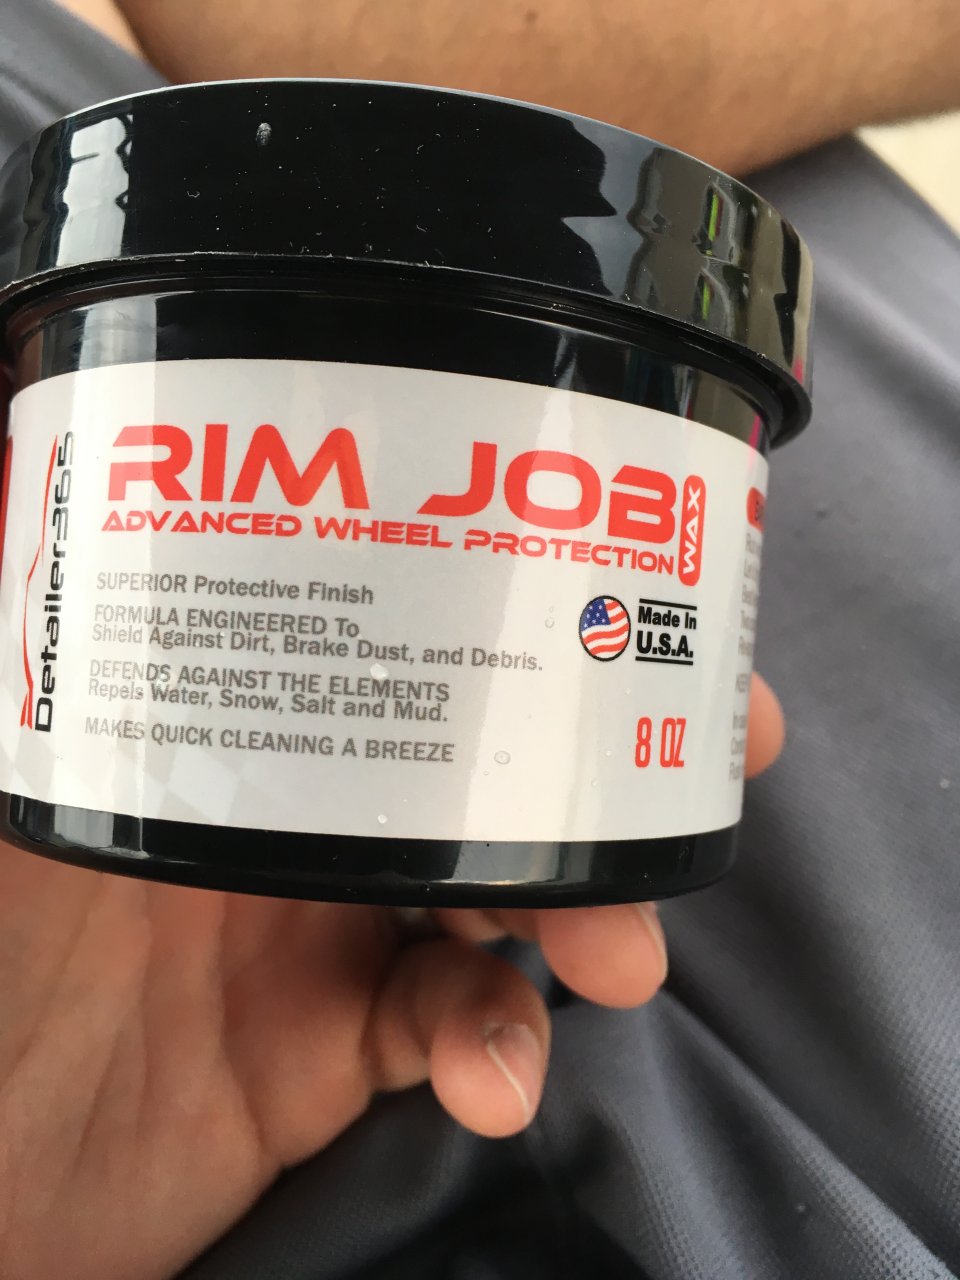 Detailer365
RIM JOB
WAX
ADVANCED WHEEL PROTECTION
SUPERIOR Protective Finish
FORMULA ENGINEERED To
Shield Against Dirt, Brake Dust, and Debris.
DEFENDS AGAINST THE ELEMENTS
Repels Water, Snow, Salt and Mud.
MAKES QUICK CLEANING A BREEZE
Made In
U.S.A.
8 OZ